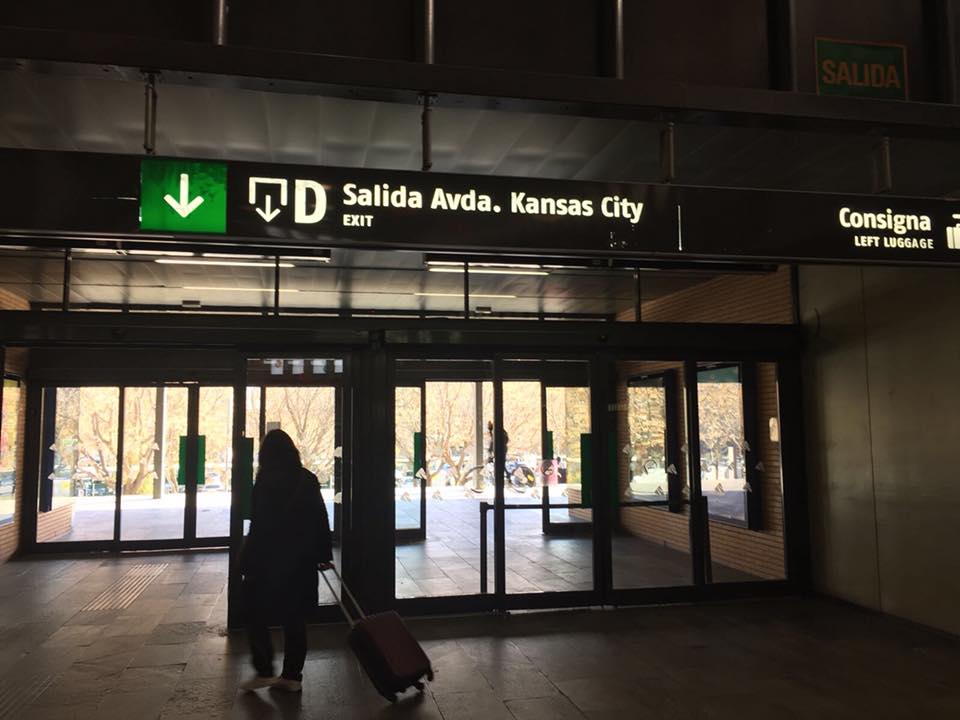 SALIDA
D Salida Avda. Kansas City
EXIT
Consigna
LEFT LUGGAGE